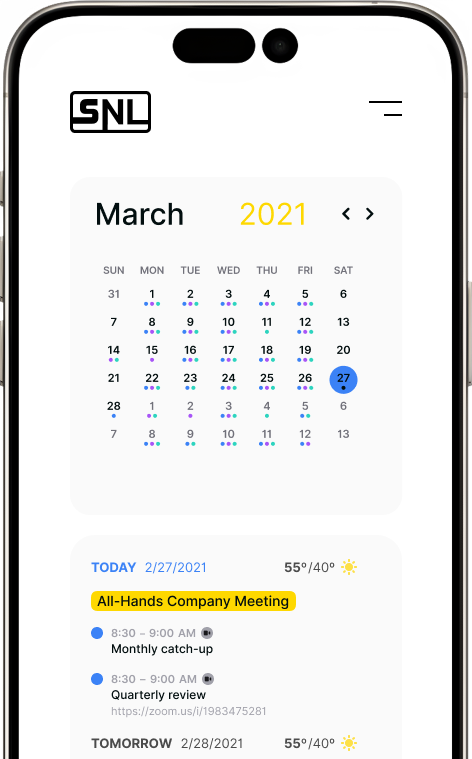 SNL
March 2021
SUN MON TUE WED THU FRI SAT
31 1 2 3 4 5 6
7 8 9 10 11 12 13
14 15 16 17 18 19 20
21 22 23 24 25 26 27
28 1 2 3 4 5 6
7 8 9 10 11 12 13
TODAY 2/27/2021 55º/40º
All-Hands Company Meeting
8:30 – 9:00 AM
Monthly catch-up
8:30 – 9:00 AM
Quarterly review
https://zoom.us/i/1983475281
TOMORROW 2/28/2021 55º/40º